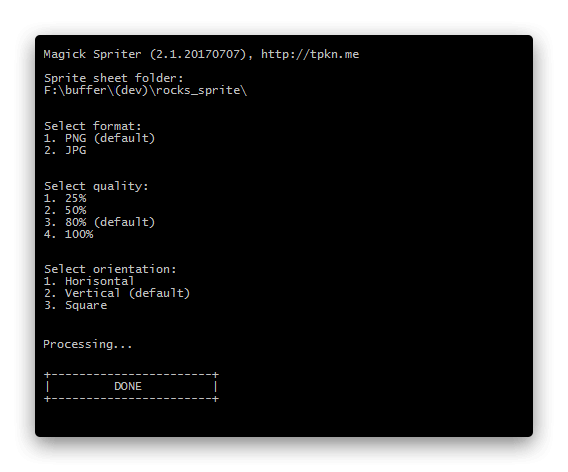 Magick Spriter (2.1.20170707), http://tpkn.me
Sprite sheet folder:
F:\buffer\(dev)\rocks_sprite\
Select format:
1. PNG (default)
2. JPG
Select quality:
1. 25%
2. 50%
3. 80% (default)
4. 100%
Select orientation:
1. Horisontal
2. Vertical (default)
3. Square
Processing...
+-----------------------+
|         DONE          |
+-----------------------+